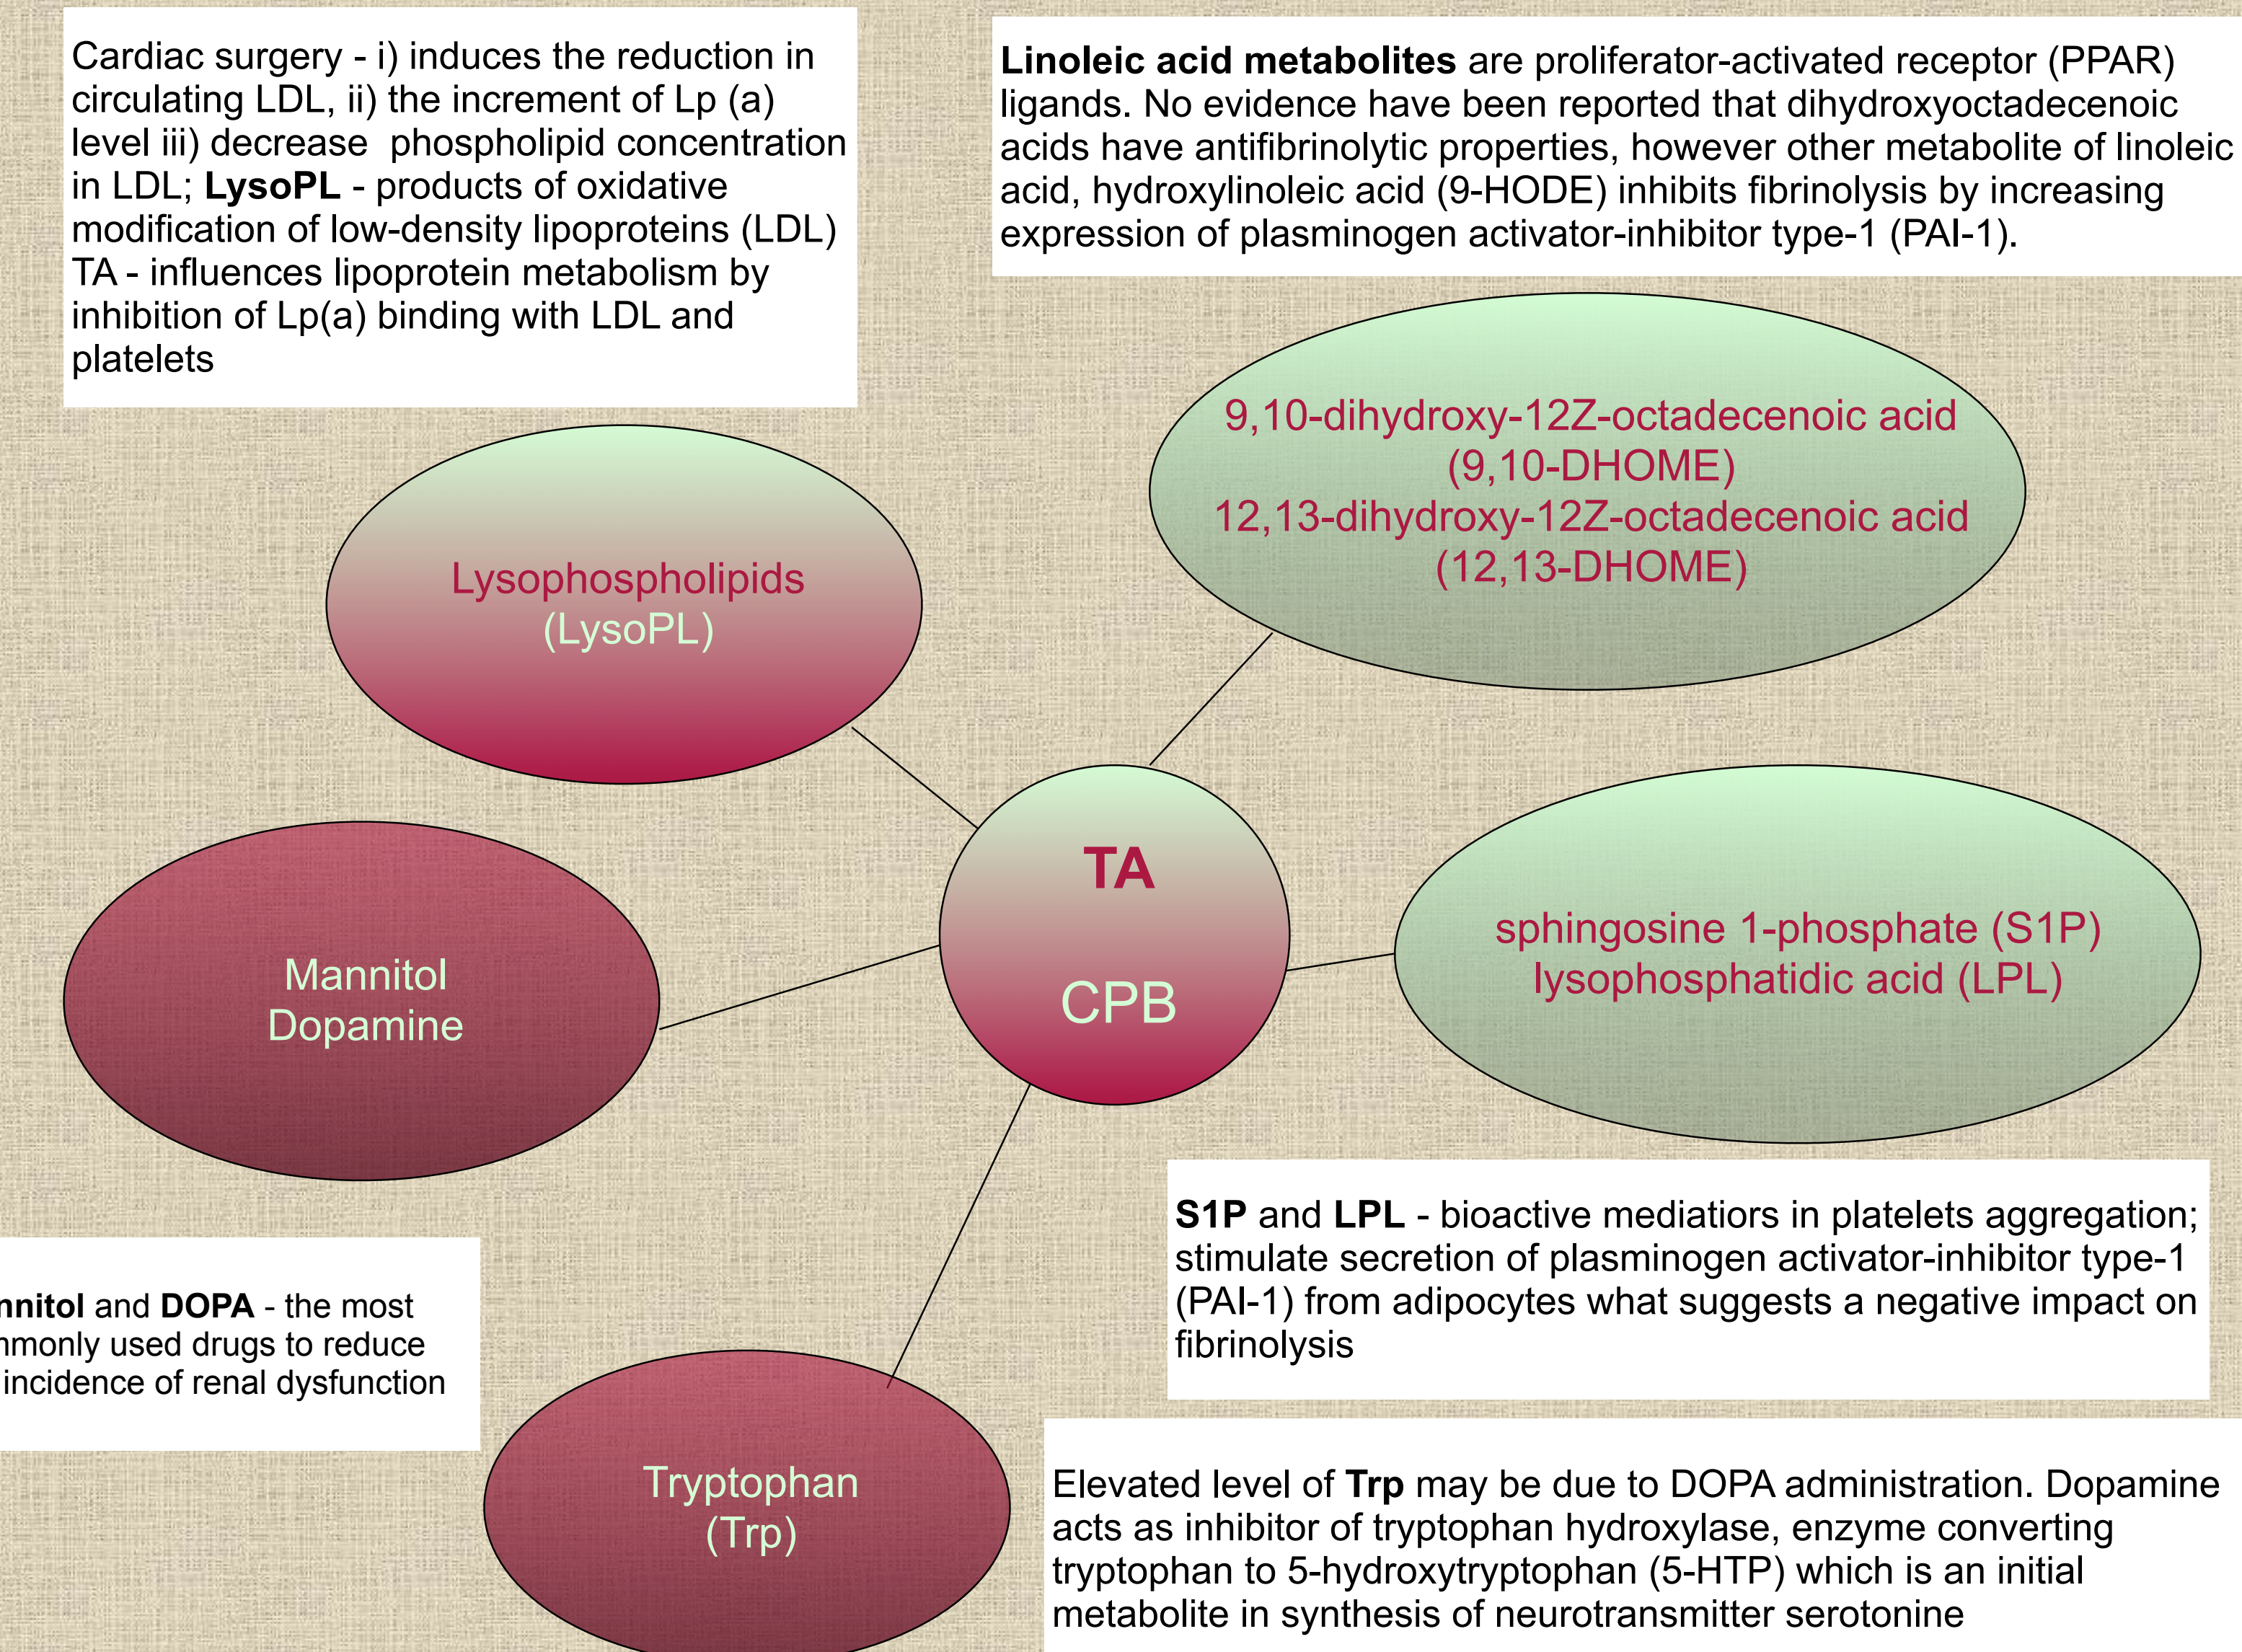 Cardiac surgery - i) induces the reduction in
circulating LDL, ii) the increment of Lp (a)
level iii) decrease  phospholipid concentration
in LDL; LysoPL - products of oxidative
modification of low-density lipoproteins (LDL)
TA - influences lipoprotein metabolism by
inhibition of Lp(a) binding with LDL and
platelets
Linoleic acid metabolites are proliferator-activated receptor (PPAR)
ligands. No evidence have been reported that dihydroxyoctadecenoic
acids have antifibrinolytic properties, however other metabolite of linoleic
acid, hydroxylinoleic acid (9-HODE) inhibits fibrinolysis by increasing
expression of plasminogen activator-inhibitor type-1 (PAI-1).
9,10-dihydroxy-12Z-octadecenoic acid
(9,10-DHOME)
12,13-dihydroxy-12Z-octadecenoic acid
(12,13-DHOME)
Lysophospholipids
(LysoPL)
TA
CPB
Mannitol
Dopamine
sphingosine 1-phosphate (S1P)
lysophosphatidic acid (LPL)
S1P and LPL - bioactive mediatiors in platelets aggregation;
stimulate secretion of plasminogen activator-inhibitor type-1
(PAI-1) from adipocytes what suggests a negative impact on
fibrinolysis
nnitol and DOPA - the most
mmonly used drugs to reduce
incidence of renal dysfunction
Tryptophan
(Trp)
Elevated level of Trp may be due to DOPA administration. Dopamine
acts as inhibitor of tryptophan hydroxylase, enzyme converting
tryptophan to 5-hydroxytryptophan (5-HTP) which is an initial
metabolite in synthesis of neurotransmitter serotonine